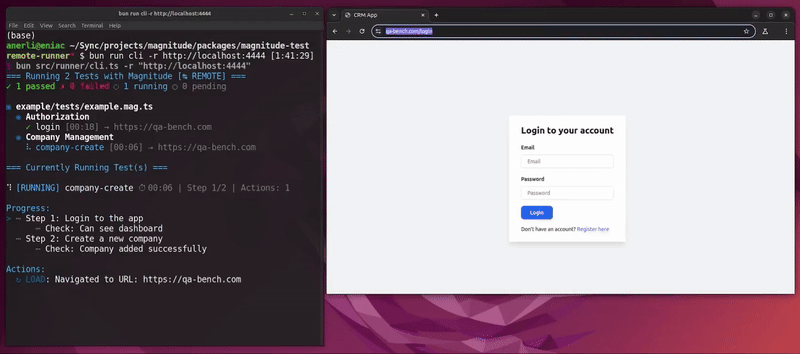 bun run cli -r http://localhost:4444
File Edit View Search Terminal Help
(base)
anerli@eniac ~/Sync/projects/magnitude/packages/magnitude-test
remote-runner* $ bun run cli -r http://localhost:4444 [1:41:29]
$ bun src/runner/cli.ts -r "http://localhost:4444"
=== Running 2 Tests with Magnitude [⇆ REMOTE] ===
✓ 1 passed ✗ 0 failed ◌ 1 running ○ 0 pending
example/tests/example.mag.ts
Authorization
✓ login [00:18] → https://qa-bench.com
Company Management
company-create [00:06] → https://qa-bench.com
=== Currently Running Test(s) ===
[RUNNING] company-create ⏱ 00:06 | Step 1/2 | Actions: 1
Progress:
> ⋯ Step 1: Login to the app
⋯ Check: Can see dashboard
⋯ Step 2: Create a new company
⋯ Check: Company added successfully
Actions:
↻ LOAD: Navigated to URL: https://qa-bench.com
CRM App
qa-bench.com/login
Login to your account
Email
Email
Password
Password
Login
Don't have an account? Register here